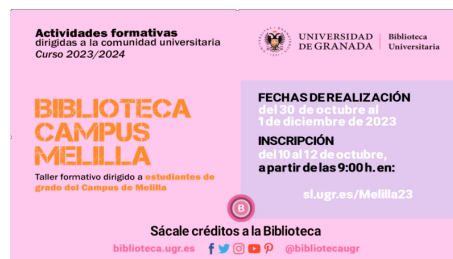 Actividades formativas
dirigidas a la comunidad universitaria
Curso 2023/2024
UNIVERSIDAD
DE GRANADA
Biblioteca
Universitaria
BIBLIOTECA
CAMPUS
MELILLA
Taller formativo dirigido a estudiantes de
grado del Campus de Melilla
FECHAS DE REALIZACIÓN
del 30 de octubre al
1 de diciembre de 2023
INSCRIPCIÓN
del 10 al 12 de octubre,
a partir de las 9:00 h. en:
sl.ugr.es/Melilla23
B
Sácale créditos a la Biblioteca
biblioteca.ugr.es
@bibliotecaugr